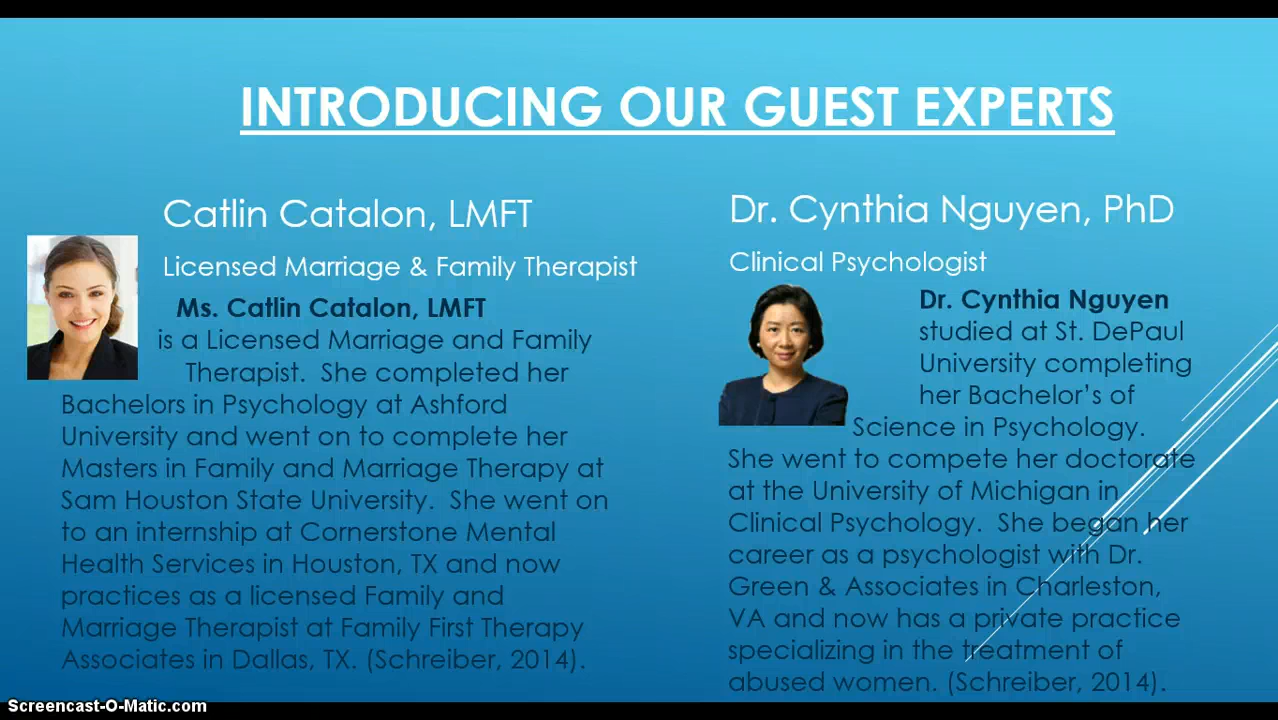 INTRODUCING OUR GUEST EXPERTS
Catlin Catalon, LMFT
Licensed Marriage & Family Therapist
Ms. Catlin Catalon, LMFT
is a Licensed Marriage and Family
Therapist. She completed her
Bachelors in Psychology at Ashford
University and went on to complete her
Masters in Family and Marriage Therapy at
Sam Houston State University. She went on
to an internship at Cornerstone Mental
Health Services in Houston, TX and now
practices as a licensed Family and
Marriage Therapist at Family First Therapy
Associates in Dallas, TX. (Schreiber, 2014).
Dr. Cynthia Nguyen, PhD
Clinical Psychologist
Dr. Cynthia Nguyen
studied at St. DePaul
University completing
her Bachelor's of
Science in Psychology.
She went to compete her doctorate
at the University of Michigan in
Clinical Psychology. She began her
career as a psychologist with Dr.
Green & Associates in Charleston,
VA and now has a private practice
specializing in the treatment of
abused women. (Schreiber, 2014).
Screencast-O-Matic.com